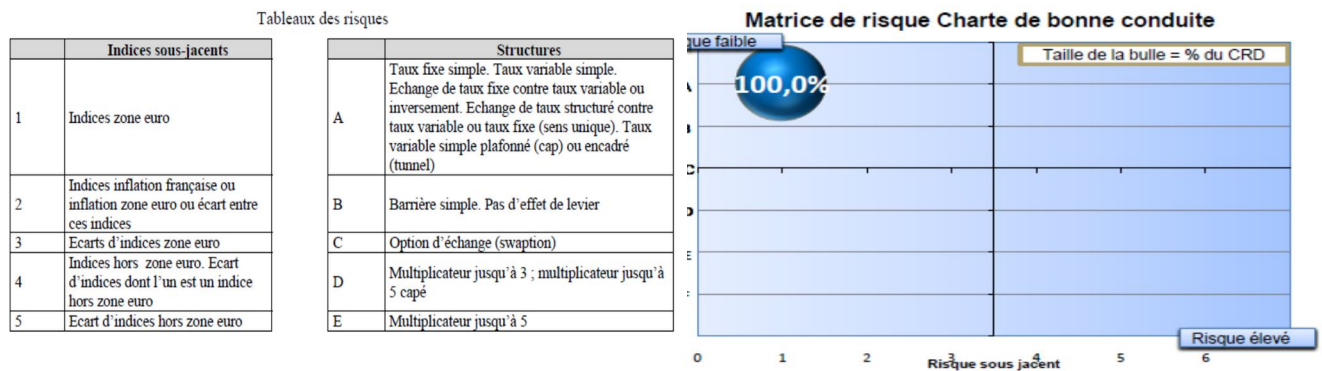 Tableaux des risques
Indices sous-jacents
1
Indices zone euro
2
Indices inflation française ou
inflation zone euro ou écart entre
ces indices
3
Ecarts d'indices zone euro
4
Indices hors zone euro. Ecart
d'indices dont l'un est un indice
hors zone euro
5
Ecart d'indices hors zone euro
Structures
A
Taux fixe simple. Taux variable simple.
Echange de taux fixe contre taux variable ou
inversement. Echange de taux structuré contre
taux variable ou taux fixe (sens unique). Taux
variable simple plafonné (cap) ou encadré
(tunnel)
B
Barrière simple. Pas d'effet de levier
C
Option d'échange (swaption)
D
Multiplicateur jusqu'à 3 ; multiplicateur jusqu'à
5 capé
E
Multiplicateur jusqu'à 5
Matrice de risque Charte de bonne conduite
que faible
Taille de la bulle = % du CRD
100,0%
A
B
C
D
E
Risque élevé
0 1 2 3 4 5 6
Risque sous jacent